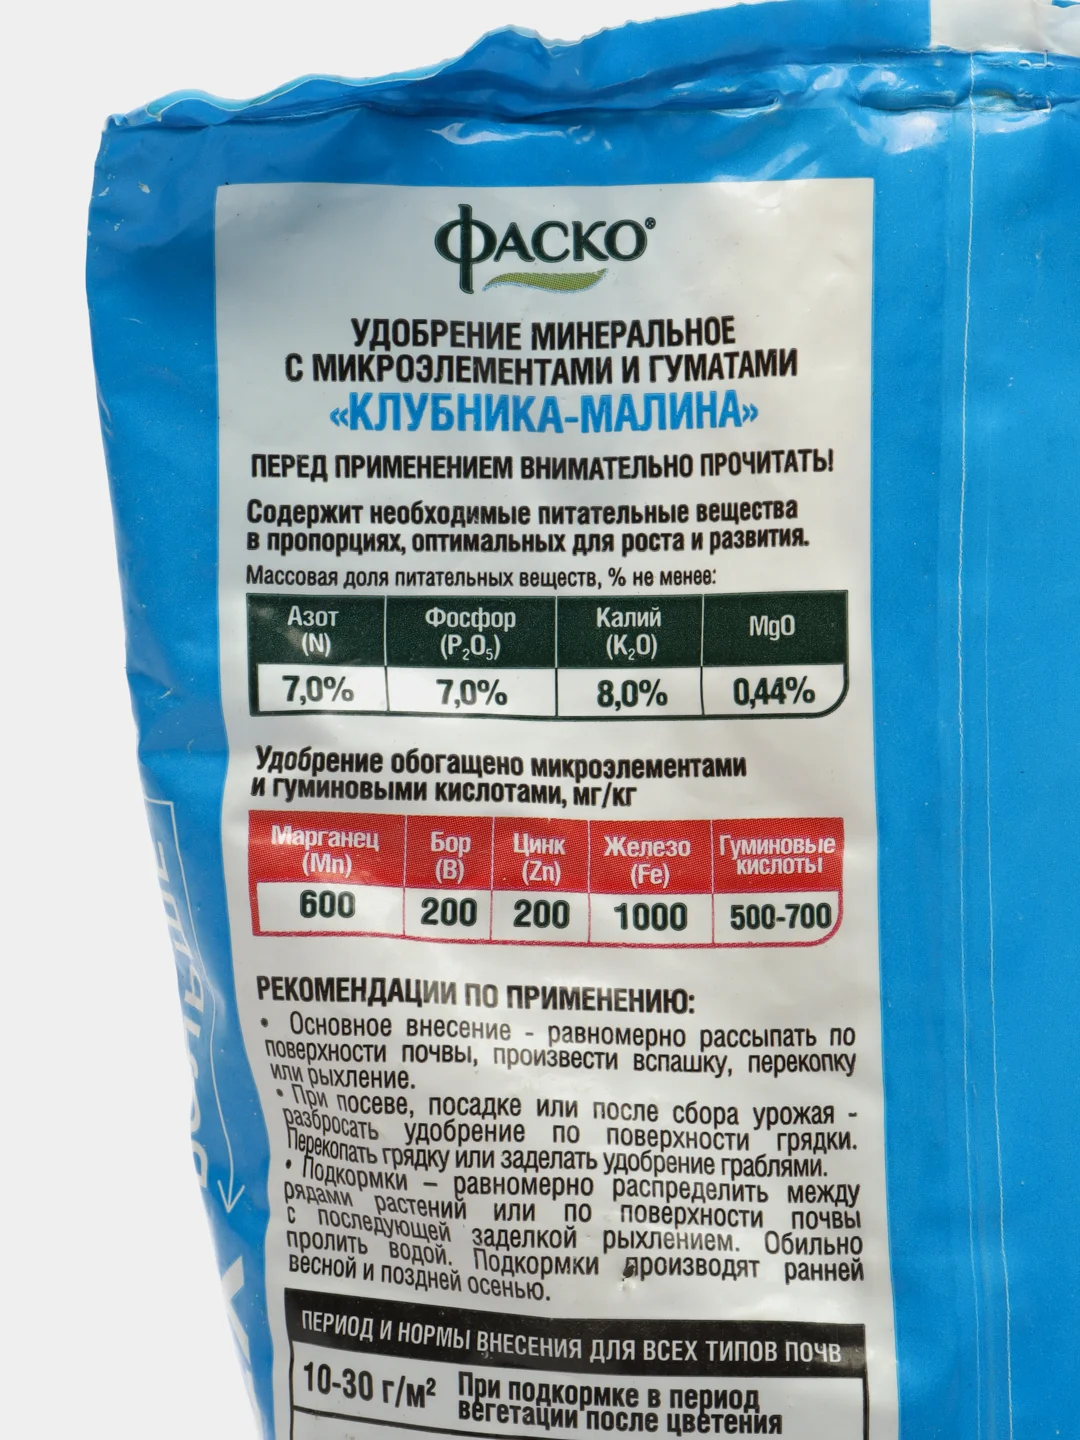 ФАСКО®
УДОБРЕНИЕ МИНЕРАЛЬНОЕ
С МИКРОЭЛЕМЕНТАМИ И ГУМАТАМИ
«КЛУБНИКА-МАЛИНА»
ПЕРЕД ПРИМЕНЕНИЕМ ВНИМАТЕЛЬНО ПРОЧИТАТЬ!
Содержит необходимые питательные вещества
в пропорциях, оптимальных для роста и развития.
Массовая доля питательных веществ, % не менее:
Азот (N) Фосфор (P₂O₅) Калий (K₂O) MgO
7,0% 7,0% 8,0% 0,44%
Удобрение обогащено микроэлементами
и гуминовыми кислотами, мг/кг
Марганец (Mn) Бор (B) Цинк (Zn) Железо (Fe) Гуминовые кислоты
600 200 200 1000 500-700
РЕКОМЕНДАЦИИ ПО ПРИМЕНЕНИЮ:
• Основное внесение - равномерно рассыпать по
поверхности почвы, произвести вспашку, перекопку
или рыхление.
• При посеве, посадке или после сбора урожая -
разбросать удобрение по поверхности грядки.
Перекопать грядку или заделать удобрение граблями.
• Подкормки – равномерно распределить между
рядами растений или по поверхности почвы
с последующей заделкой рыхлением. Обильно
пролить водой. Подкормки производят ранней
весной и поздней осенью.
ПЕРИОД И НОРМЫ ВНЕСЕНИЯ ДЛЯ ВСЕХ ТИПОВ ПОЧВ
10-30 г/м² При подкормке в период
вегетации после цветения